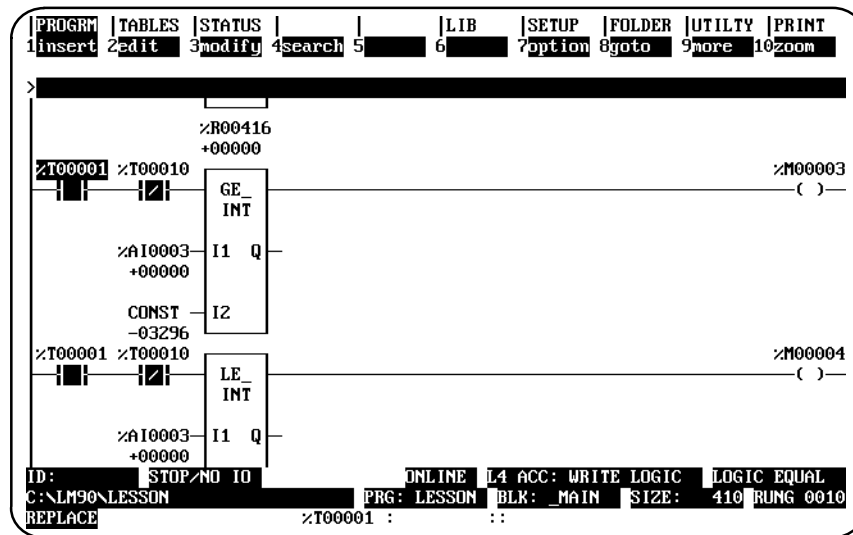 PROGRM |TABLES |STATUS | | |LIB |SETUP |FOLDER |UTILTY |PRINT
1insert 2edit 3modify 4search 5 6 7option 8goto 9more 10zoom
>
%R00416
+00000
%T00001 %T00010 %M00003
GE_ ( )
INT
%AI0003 I1 Q
+00000
CONST I2
-03296
%T00001 %T00010 %M00004
LE_ ( )
INT
%AI0003 I1 Q
+00000
ID: STOP/NO IO ONLINE L4 ACC: WRITE LOGIC LOGIC EQUAL
C:\LM90\LESSON PRG: LESSON BLK: _MAIN SIZE: 410 RUNG 0010
REPLACE %T00001 : ::